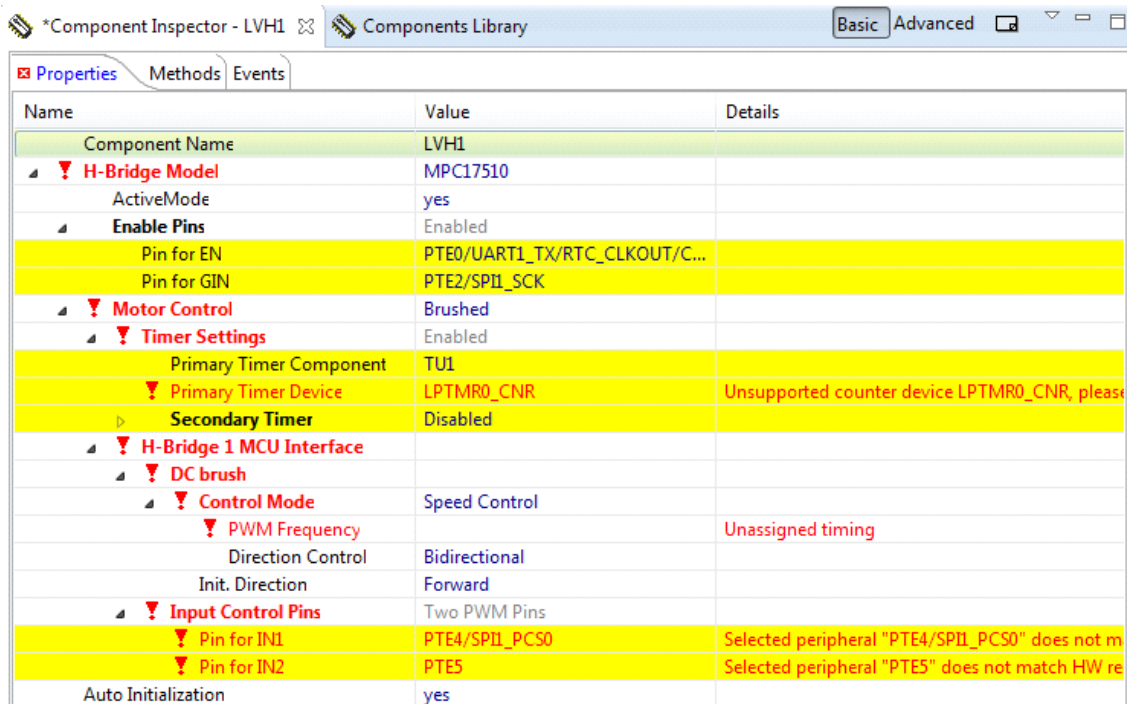 *Component Inspector - LVH1 Components Library Basic Advanced
Properties Methods Events
Name Value Details
Component Name LVH1
H-Bridge Model MPC17510
ActiveMode yes
Enable Pins Enabled
Pin for EN PTE0/UART1_TX/RTC_CLKOUT/C...
Pin for GIN PTE2/SPI1_SCK
Motor Control Brushed
Timer Settings Enabled
Primary Timer Component TU1
Primary Timer Device LPTMR0_CNR Unsupported counter device LPTMR0_CNR, please
Secondary Timer Disabled
H-Bridge 1 MCU Interface
DC brush
Control Mode Speed Control
PWM Frequency Unassigned timing
Direction Control Bidirectional
Init. Direction Forward
Input Control Pins Two PWM Pins
Pin for IN1 PTE4/SPI1_PCS0 Selected peripheral "PTE4/SPI1_PCS0" does not m
Pin for IN2 PTE5 Selected peripheral "PTE5" does not match HW re
Auto Initialization yes